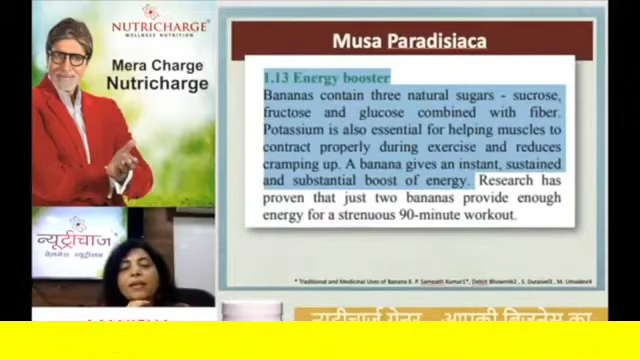 NUTRICHARGE
WELLNESS NUTRITION
Mera Charge
Nutricharge
Musa Paradisiaca
1.13 Energy booster
Bananas contain three natural sugars - sucrose,
fructose and glucose combined with fiber.
Potassium is also essential for helping muscles to
contract properly during exercise and reduces
cramping up. A banana gives an instant, sustained
and substantial boost of energy. Research has
proven that just two bananas provide enough
energy for a strenuous 90-minute workout.
* Traditional and Medicinal Uses of Banana K. P. Sampath Kumar1*, Debjit Bhowmik2 , S. Duraivel3 , M. Umadevi4
न्यूट्रीचार्ज
वेलनेस न्यूट्रीशन